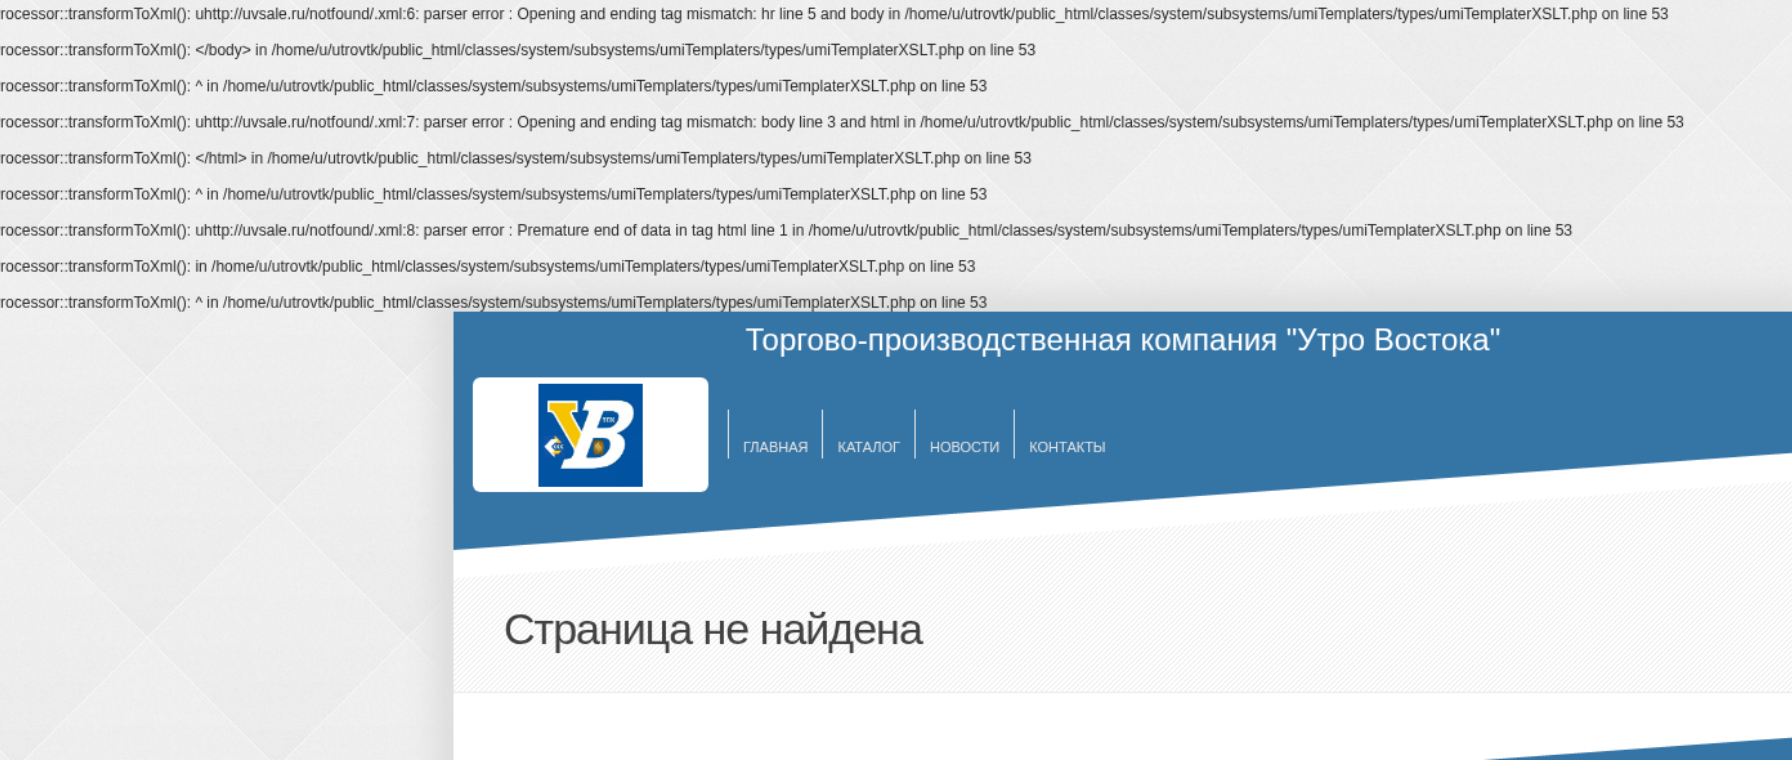 rocessor::transformToXml(): uhttp://uvsale.ru/notfound/.xml:6: parser error : Opening and ending tag mismatch: hr line 5 and body in /home/u/utrovtk/public_html/classes/system/subsystems/umiTemplaters/types/umiTemplaterXSLT.php on line 53
rocessor::transformToXml(): </body> in /home/u/utrovtk/public_html/classes/system/subsystems/umiTemplaters/types/umiTemplaterXSLT.php on line 53
rocessor::transformToXml(): ^ in /home/u/utrovtk/public_html/classes/system/subsystems/umiTemplaters/types/umiTemplaterXSLT.php on line 53
rocessor::transformToXml(): uhttp://uvsale.ru/notfound/.xml:7: parser error : Opening and ending tag mismatch: body line 3 and html in /home/u/utrovtk/public_html/classes/system/subsystems/umiTemplaters/types/umiTemplaterXSLT.php on line 53
rocessor::transformToXml(): </html> in /home/u/utrovtk/public_html/classes/system/subsystems/umiTemplaters/types/umiTemplaterXSLT.php on line 53
rocessor::transformToXml(): ^ in /home/u/utrovtk/public_html/classes/system/subsystems/umiTemplaters/types/umiTemplaterXSLT.php on line 53
rocessor::transformToXml(): uhttp://uvsale.ru/notfound/.xml:8: parser error : Premature end of data in tag html line 1 in /home/u/utrovtk/public_html/classes/system/subsystems/umiTemplaters/types/umiTemplaterXSLT.php on line 53
rocessor::transformToXml(): in /home/u/utrovtk/public_html/classes/system/subsystems/umiTemplaters/types/umiTemplaterXSLT.php on line 53
rocessor::transformToXml(): ^ in /home/u/utrovtk/public_html/classes/system/subsystems/umiTemplaters/types/umiTemplaterXSLT.php on line 53
Торгово-производственная компания "Утро Востока"
УВ
ГЛАВНАЯ КАТАЛОГ НОВОСТИ КОНТАКТЫ
Страница не найдена